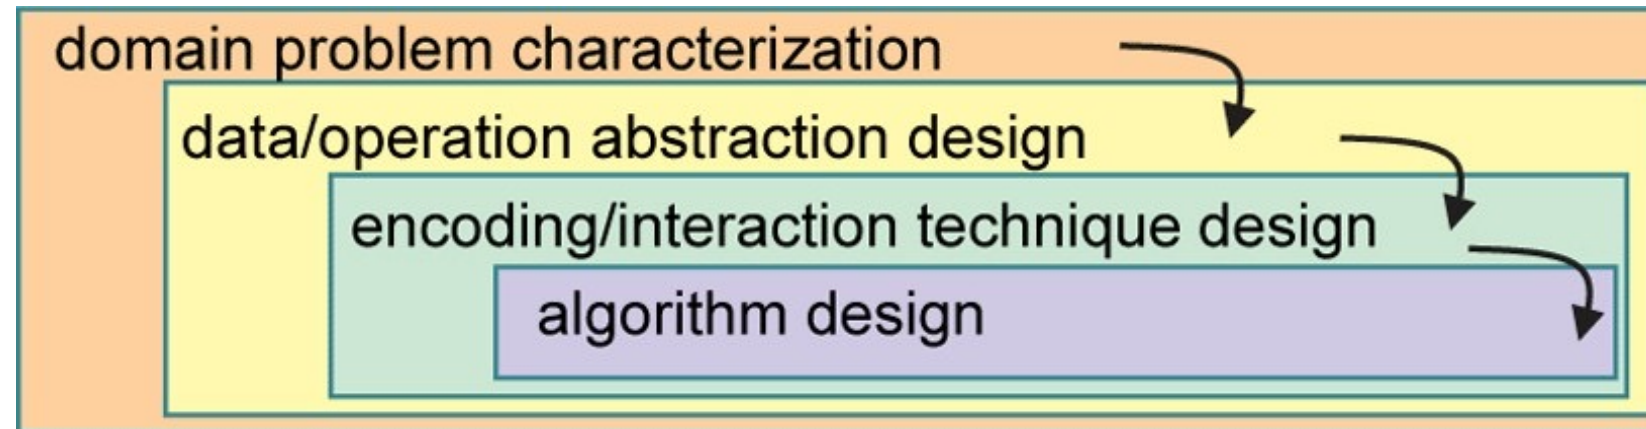 domain problem characterization
data/operation abstraction design
encoding/interaction technique design
algorithm design